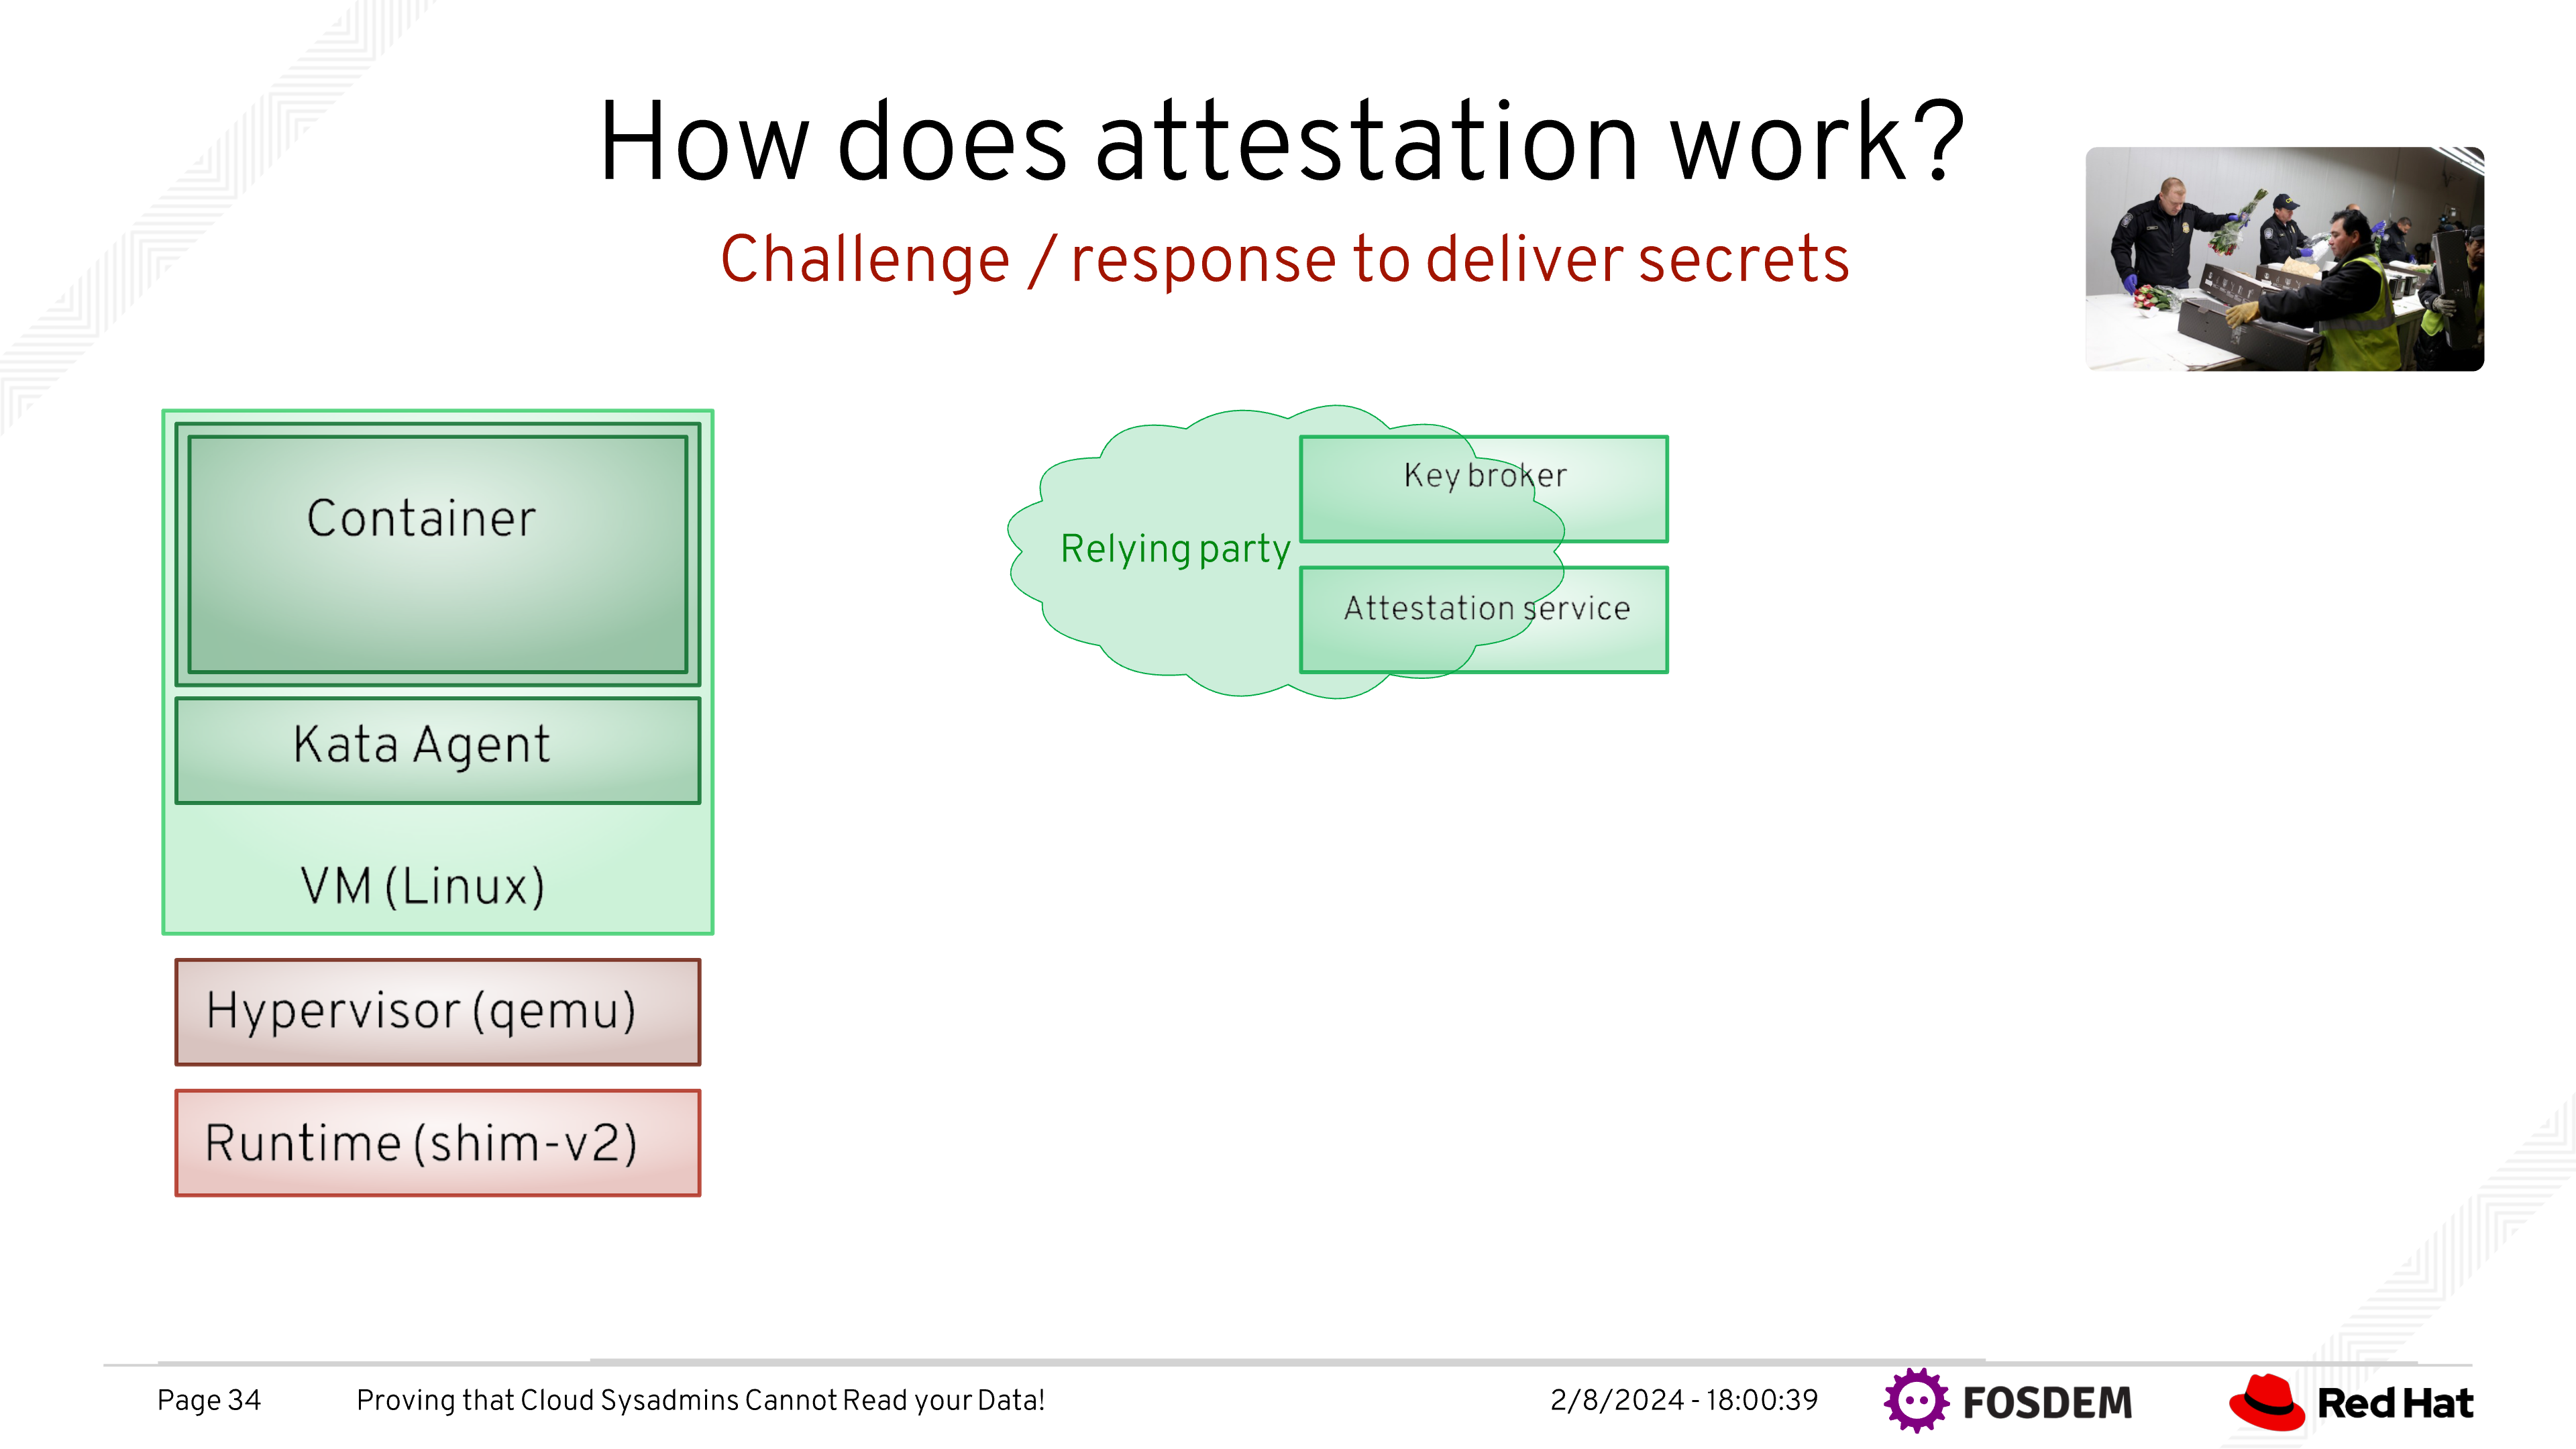 How does attestation work?
Challenge / response to deliver secrets
Container
Kata Agent
VM (Linux)
Hypervisor (qemu)
Runtime (shim-v2)
Relying party
Key broker
Attestation service
Page 34
Proving that Cloud Sysadmins Cannot Read your Data!
2/8/2024 - 18:00:39
FOSDEM
Red Hat